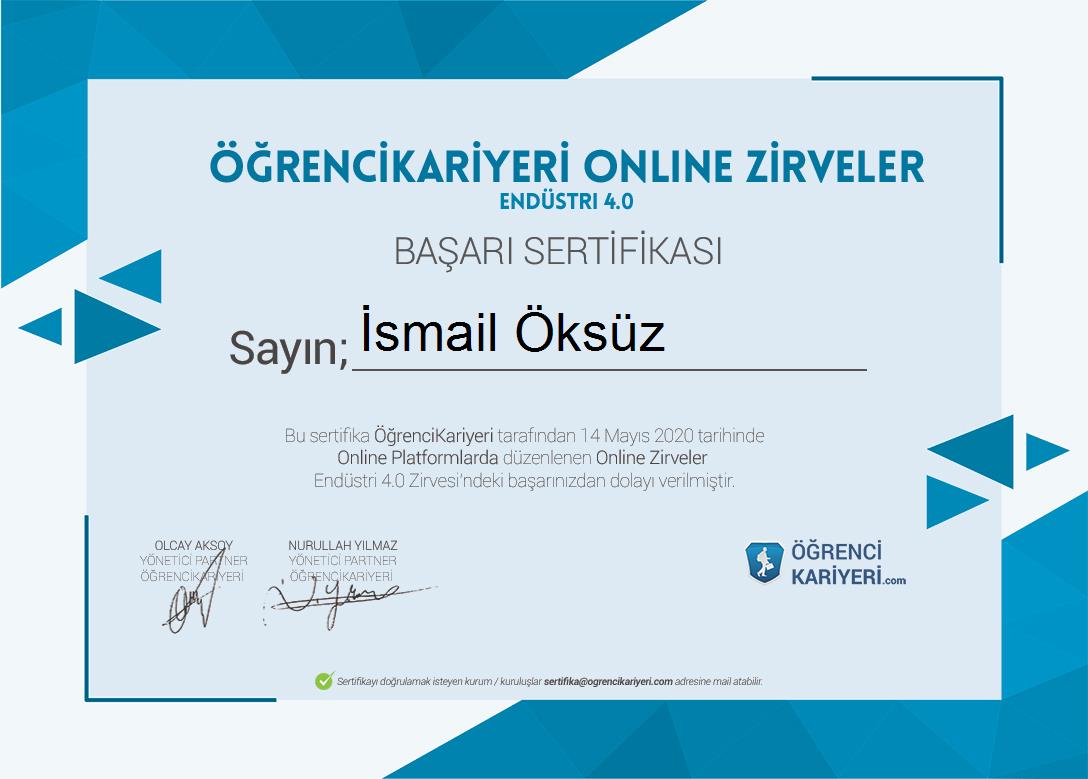 ÖĞRENCİKARİYERİ ONLINE ZİRVELER
ENDÜSTRI 4.0
BAŞARI SERTİFİKASI
Sayın; İsmail Öksüz
Bu sertifika ÖğrenciKariyeri tarafından 14 Mayıs 2020 tarihinde
Online Platformlarda düzenlenen Online Zirveler
Endüstri 4.0 Zirvesi'ndeki başarınızdan dolayı verilmiştir.
OLCAY AKSOY
YÖNETİCİ PARTNER
ÖĞRENCİKARİYERİ
NURULLAH YILMAZ
YÖNETİCİ PARTNER
ÖĞRENCİKARİYERİ
ÖĞRENCİ
KARİYERİ.com
Sertifikayı doğrulamak isteyen kurum / kuruluşlar sertifika@ogrencikariyeri.com adresine mail atabilir.